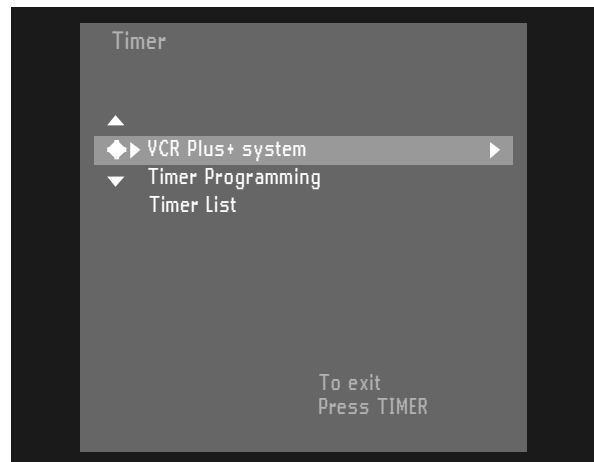 Timer
VCR Plus+ system
Timer Programming
Timer List
To exit
Press TIMER